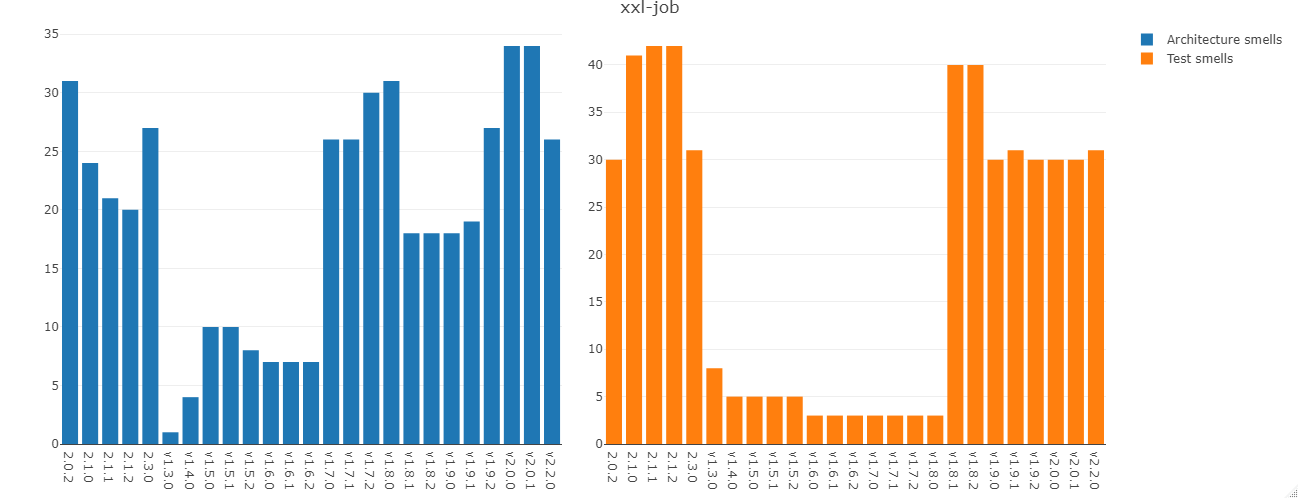 xxl-job
35
30
25
20
15
10
5
0
2.0.2
2.1.0
2.1.1
2.1.2
2.3.0
v1.3.0
v1.4.0
v1.5.0
v1.5.1
v1.5.2
v1.6.0
v1.6.1
v1.6.2
v1.7.0
v1.7.1
v1.7.2
v1.8.0
v1.8.1
v1.8.2
v1.9.0
v1.9.1
v1.9.2
v2.0.0
v2.0.1
v2.2.0
40
35
30
25
20
15
10
5
0
2.0.2
2.1.0
2.1.1
2.1.2
2.3.0
v1.3.0
v1.4.0
v1.5.0
v1.5.1
v1.5.2
v1.6.0
v1.6.1
v1.6.2
v1.7.0
v1.7.1
v1.7.2
v1.8.0
v1.8.1
v1.8.2
v1.9.0
v1.9.1
v1.9.2
v2.0.0
v2.0.1
v2.2.0
Architecture smells
Test smells